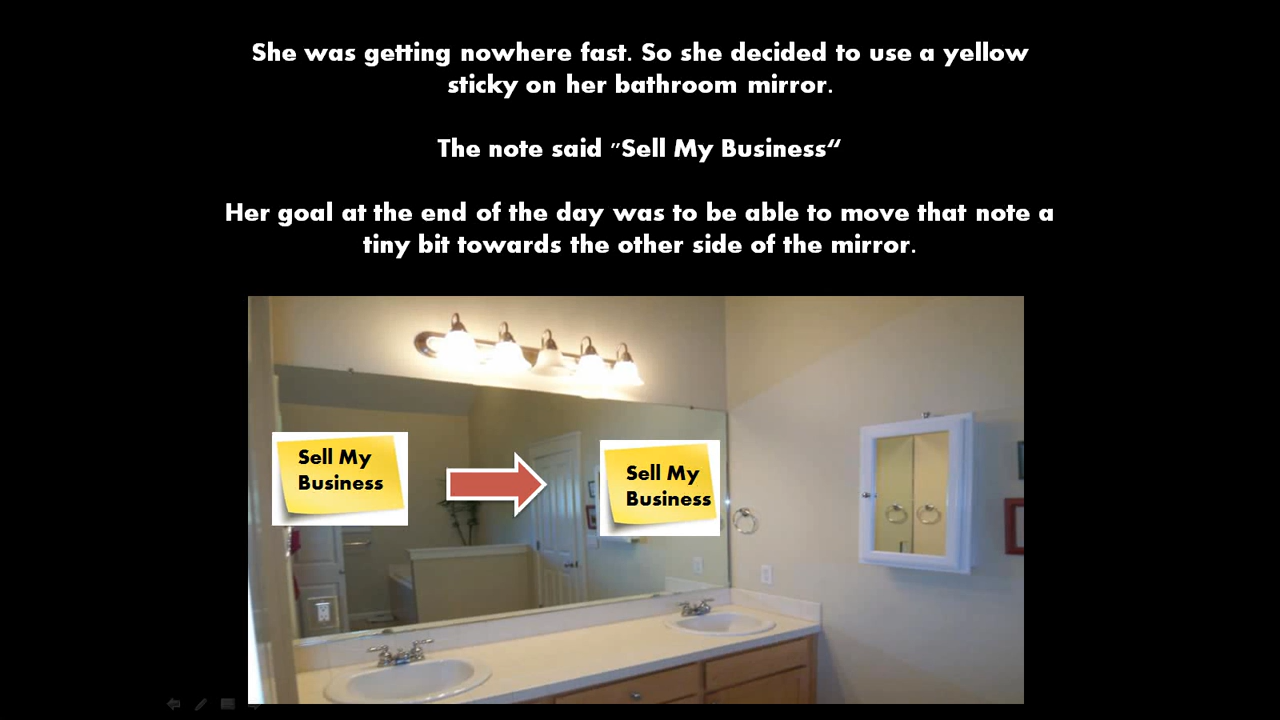 She was getting nowhere fast. So she decided to use a yellow
sticky on her bathroom mirror.
The note said "Sell My Business“
Her goal at the end of the day was to be able to move that note a
tiny bit towards the other side of the mirror.
Sell My
Business
Sell My
Business